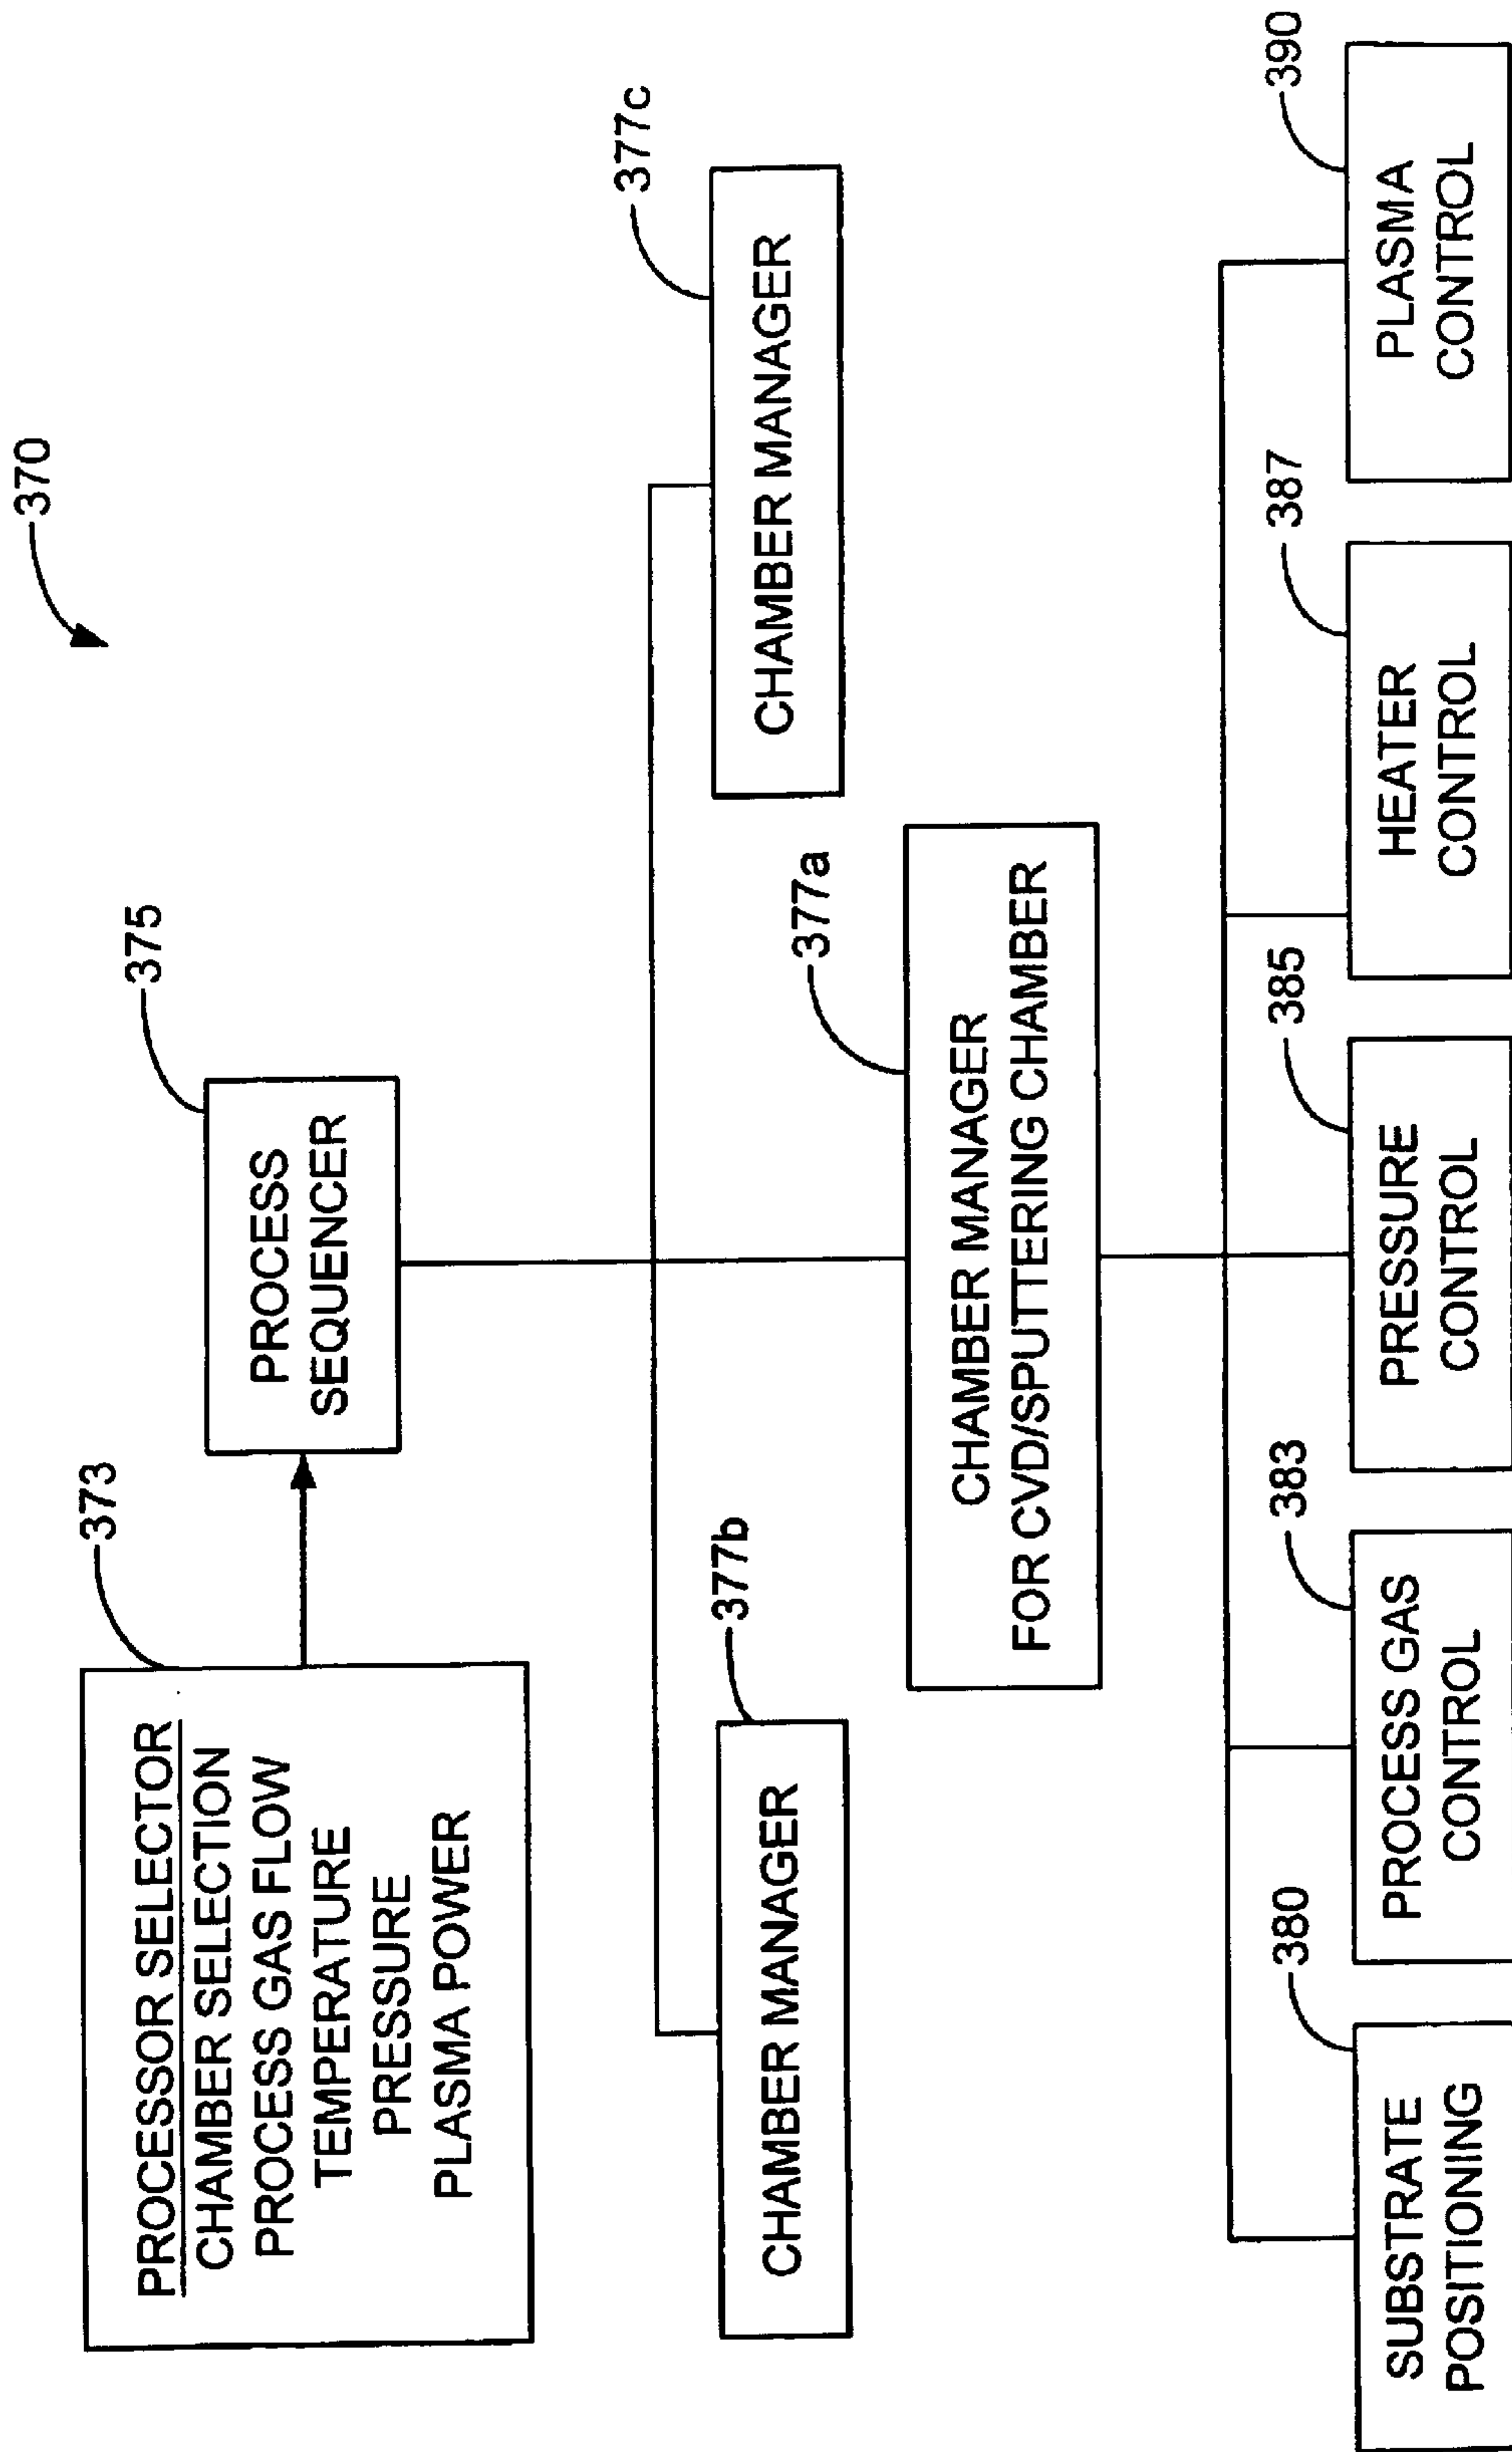 370
373
PROCESSOR SELECTOR
CHAMBER SELECTION
PROCESS GAS FLOW
TEMPERATURE
PRESSURE
PLASMA POWER
375
PROCESS
SEQUENCER
377b
CHAMBER MANAGER
377c
CHAMBER MANAGER
377a
CHAMBER MANAGER
FOR CVD/SPUTTERING CHAMBER
380
SUBSTRATE
POSITIONING
383
PROCESS GAS
CONTROL
385
PRESSURE
CONTROL
387
HEATER
CONTROL
390
PLASMA
CONTROL